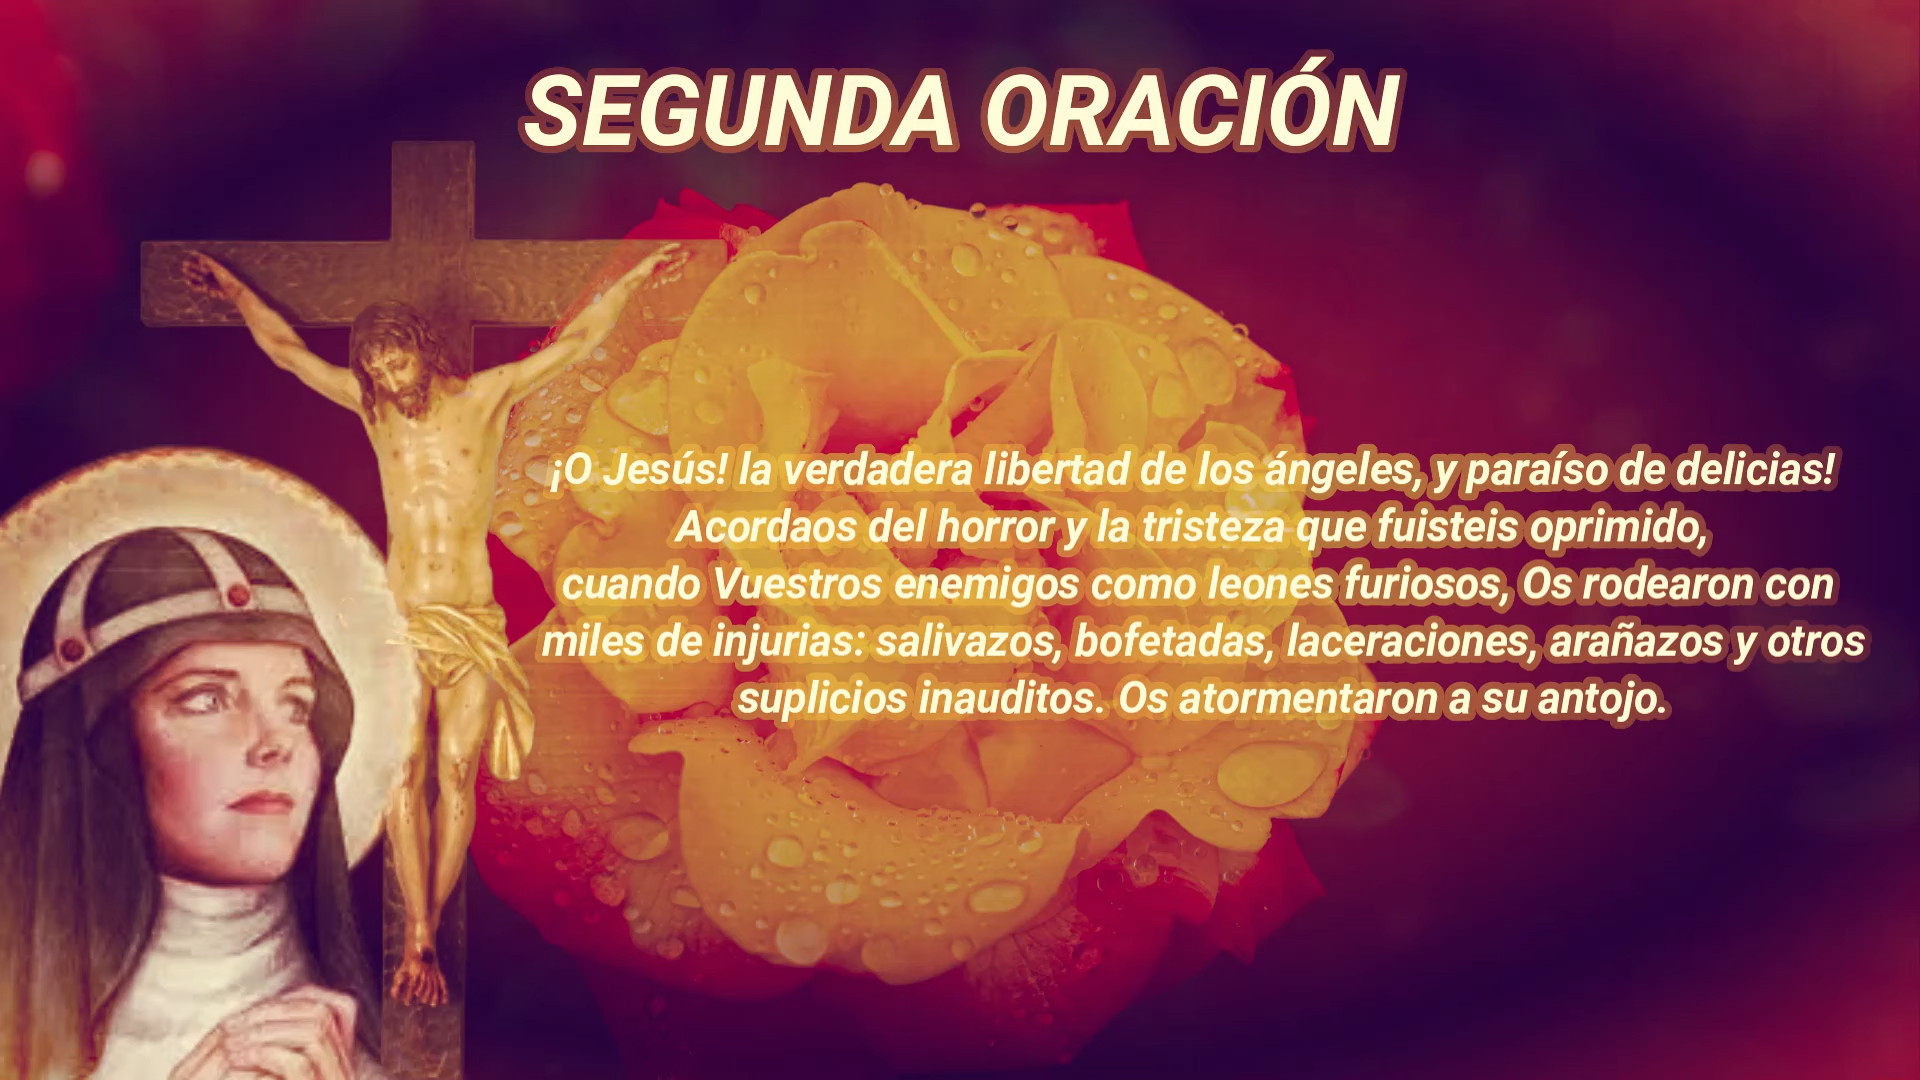 SEGUNDA ORACIÓN
¡O Jesús! la verdadera libertad de los ángeles, y paraíso de delicias!
Acordaos del horror y la tristeza que fuisteis oprimido,
cuando Vuestros enemigos como leones furiosos, Os rodearon con
miles de injurias: salivazos, bofetadas, laceraciones, arañazos y otros
suplicios inauditos. Os atormentaron a su antojo.